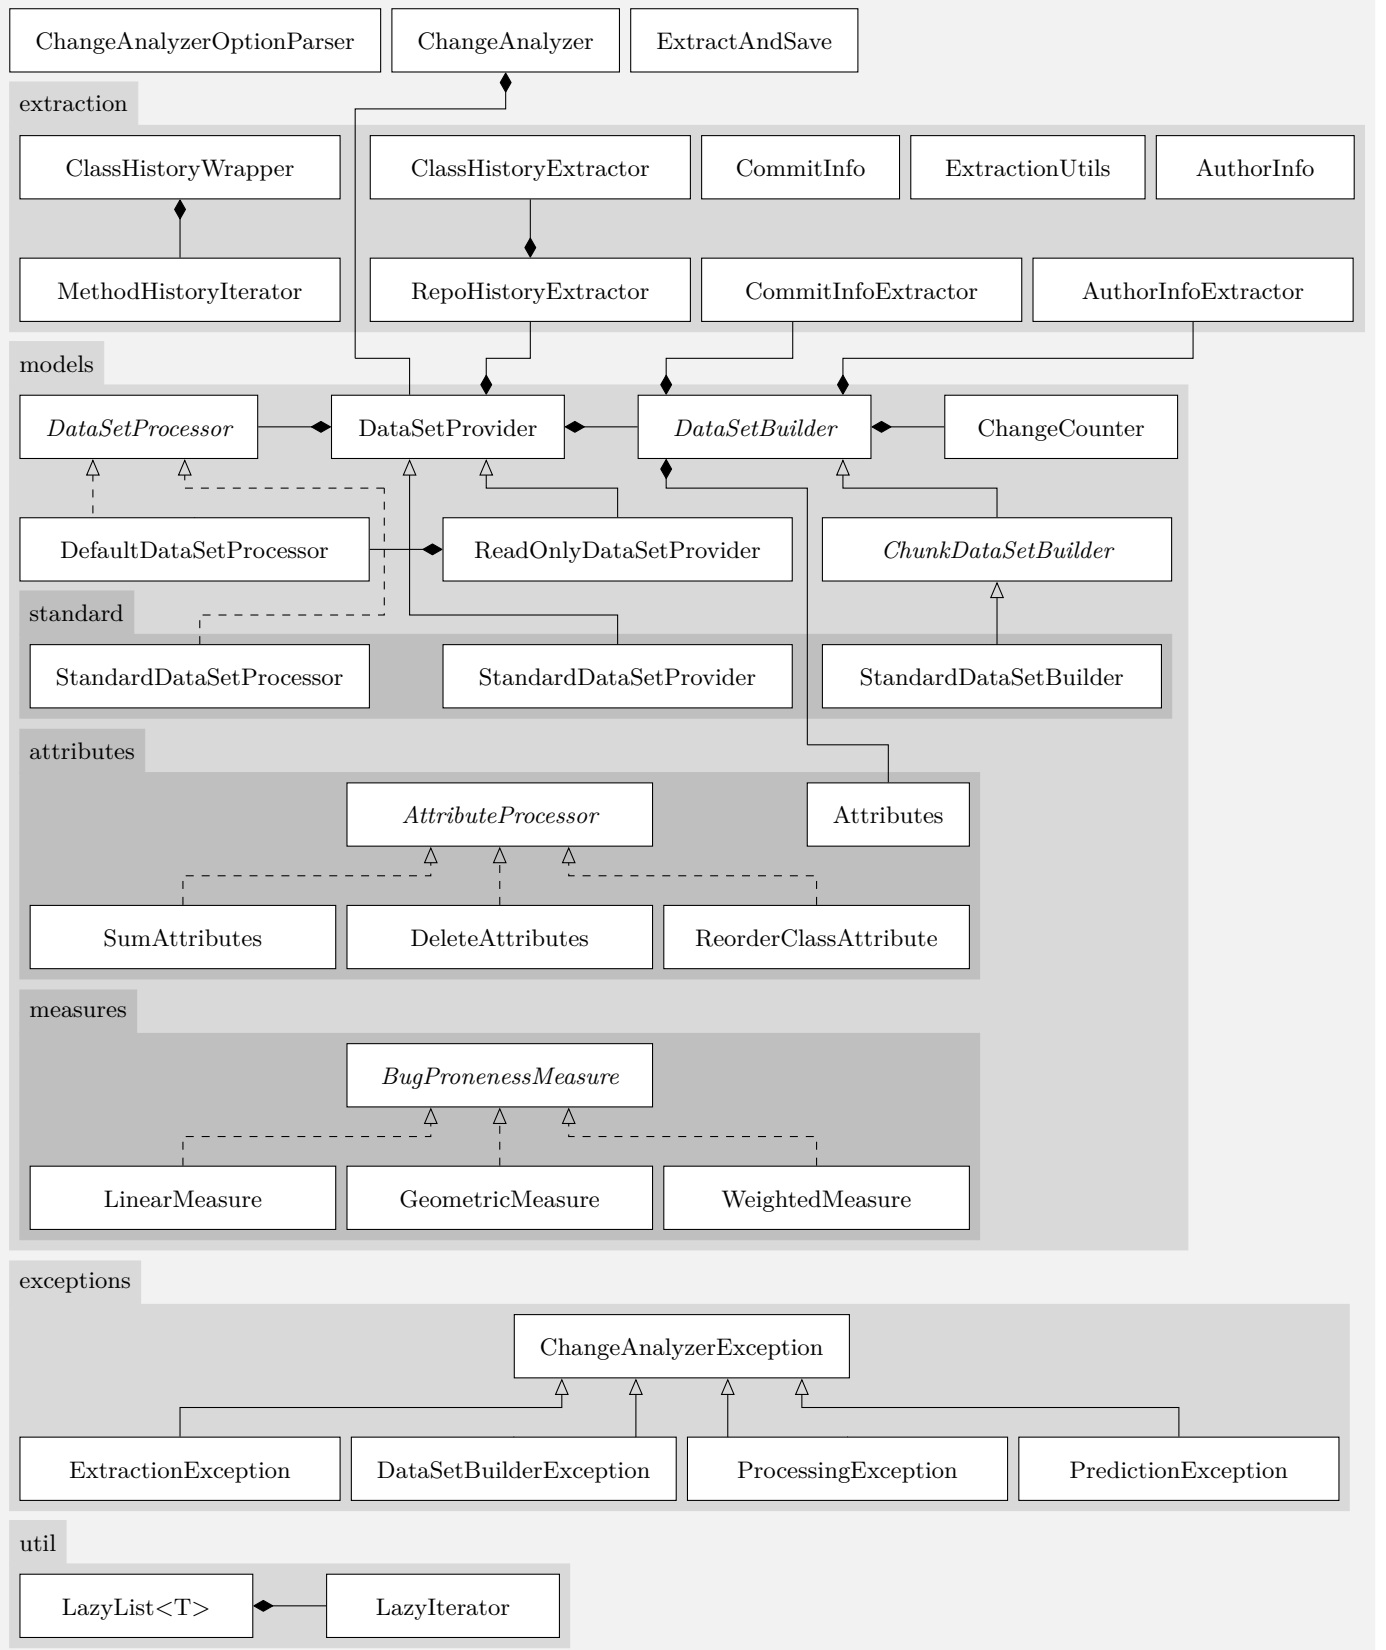 ChangeAnalyzerOptionParser
ChangeAnalyzer
ExtractAndSave
extraction
ClassHistoryWrapper
ClassHistoryExtractor
CommitInfo
ExtractionUtils
AuthorInfo
MethodHistoryIterator
RepoHistoryExtractor
CommitInfoExtractor
AuthorInfoExtractor
models
DataSetProcessor
DataSetProvider
DataSetBuilder
ChangeCounter
DefaultDataSetProcessor
ReadOnlyDataSetProvider
ChunkDataSetBuilder
standard
StandardDataSetProcessor
StandardDataSetProvider
StandardDataSetBuilder
attributes
AttributeProcessor
Attributes
SumAttributes
DeleteAttributes
ReorderClassAttribute
measures
BugPronenessMeasure
LinearMeasure
GeometricMeasure
WeightedMeasure
exceptions
ChangeAnalyzerException
ExtractionException
DataSetBuilderException
ProcessingException
PredictionException
util
LazyList<T>
LazyIterator